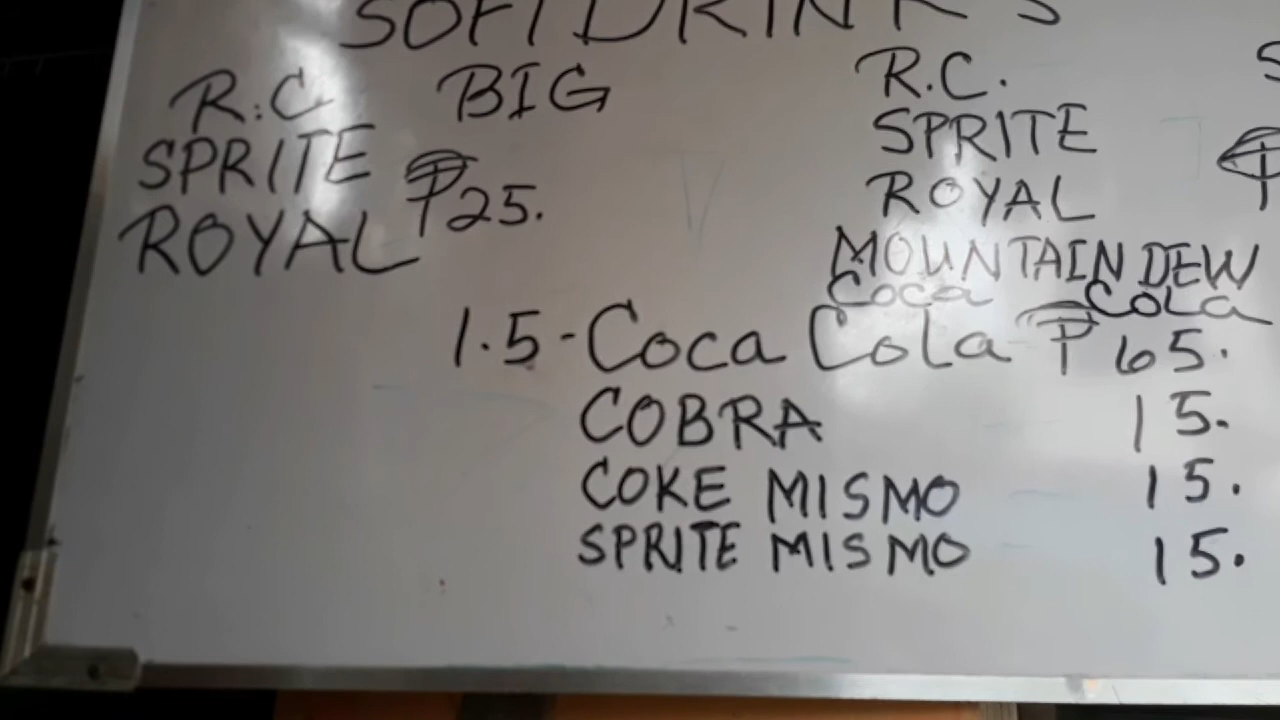 SOFTDRINKS
R.C BIG
SPRITE ₱25.
ROYAL
R.C.
SPRITE
ROYAL
MOUNTAIN DEW
Coca Cola
1.5-Coca Cola ₱65.
COBRA 15.
COKE MISMO 15.
SPRITE MISMO 15.